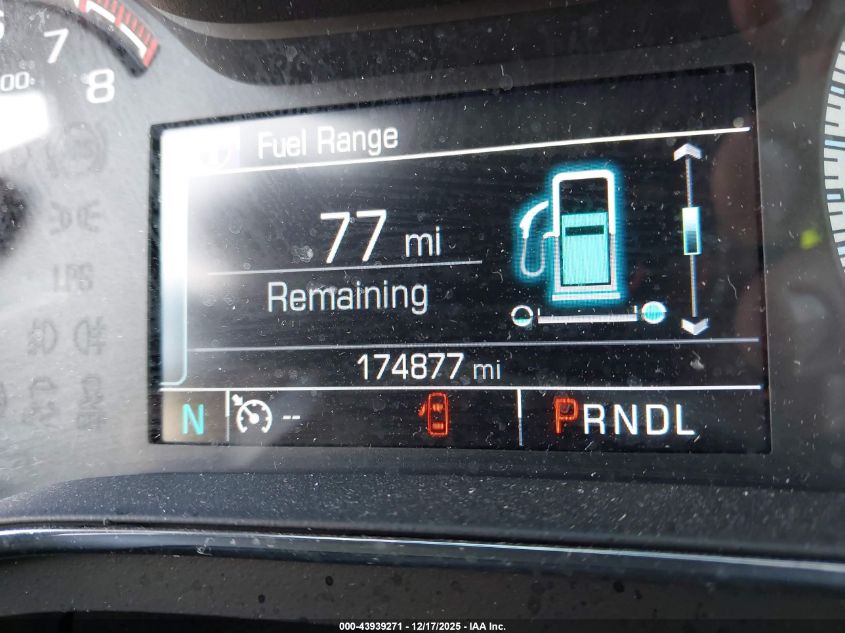 7
8
Fuel Range
77 mi
Remaining
174877 mi
N -- PRNDL
000-43939271 - 12/17/2025 - IAA Inc.